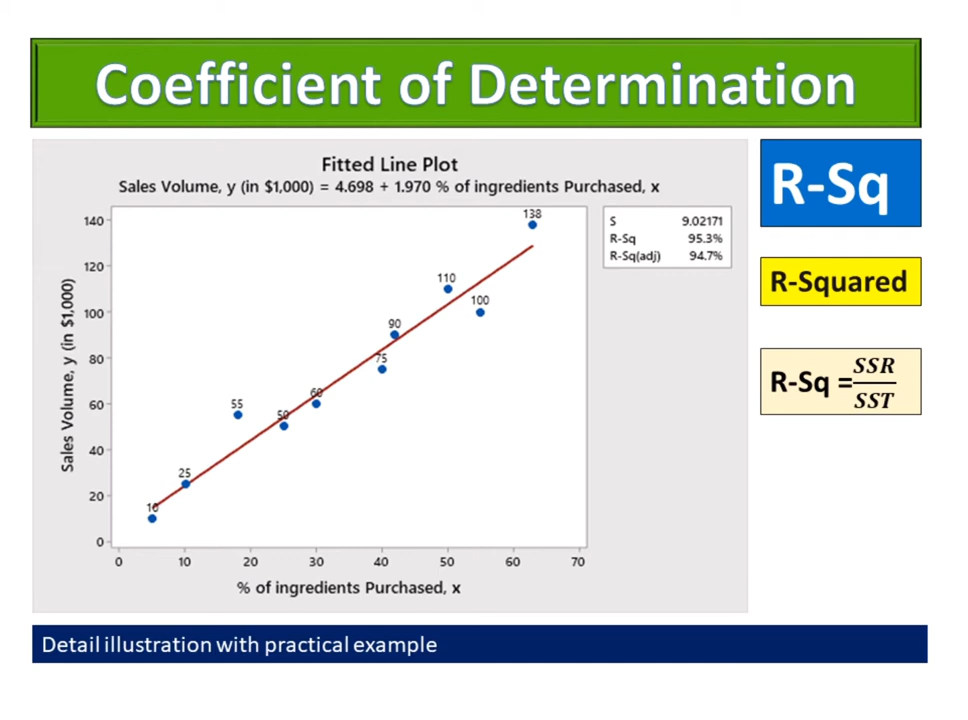 Coefficient of Determination
Fitted Line Plot
Sales Volume, y (in $1,000) = 4.698 + 1.970 % of ingredients Purchased, x
S 9.02171
R-Sq 95.3%
R-Sq(adj) 94.7%
R-Sq
R-Squared
R-Sq = SSR
SST
Sales Volume, y (in $1,000)
140
120
100
80
60
40
20
0
138
110
100
90
75
60
55
50
25
10
0 10 20 30 40 50 60 70
% of ingredients Purchased, x
Detail illustration with practical example